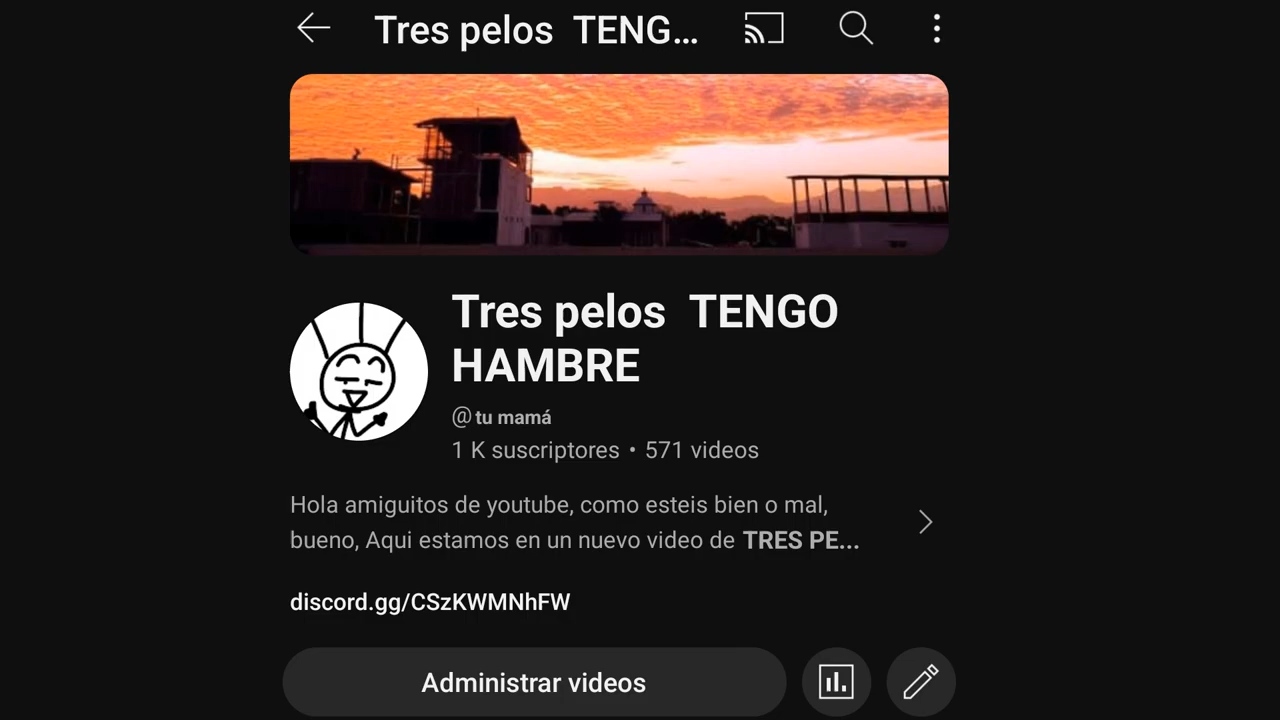 Tres pelos TENG...
Tres pelos TENGO
HAMBRE
@tu mamá
1 K suscriptores • 571 videos
Hola amiguitos de youtube, como esteis bien o mal,
bueno, Aqui estamos en un nuevo video de TRES PE...
discord.gg/CSzKWMNhFW
Administrar videos